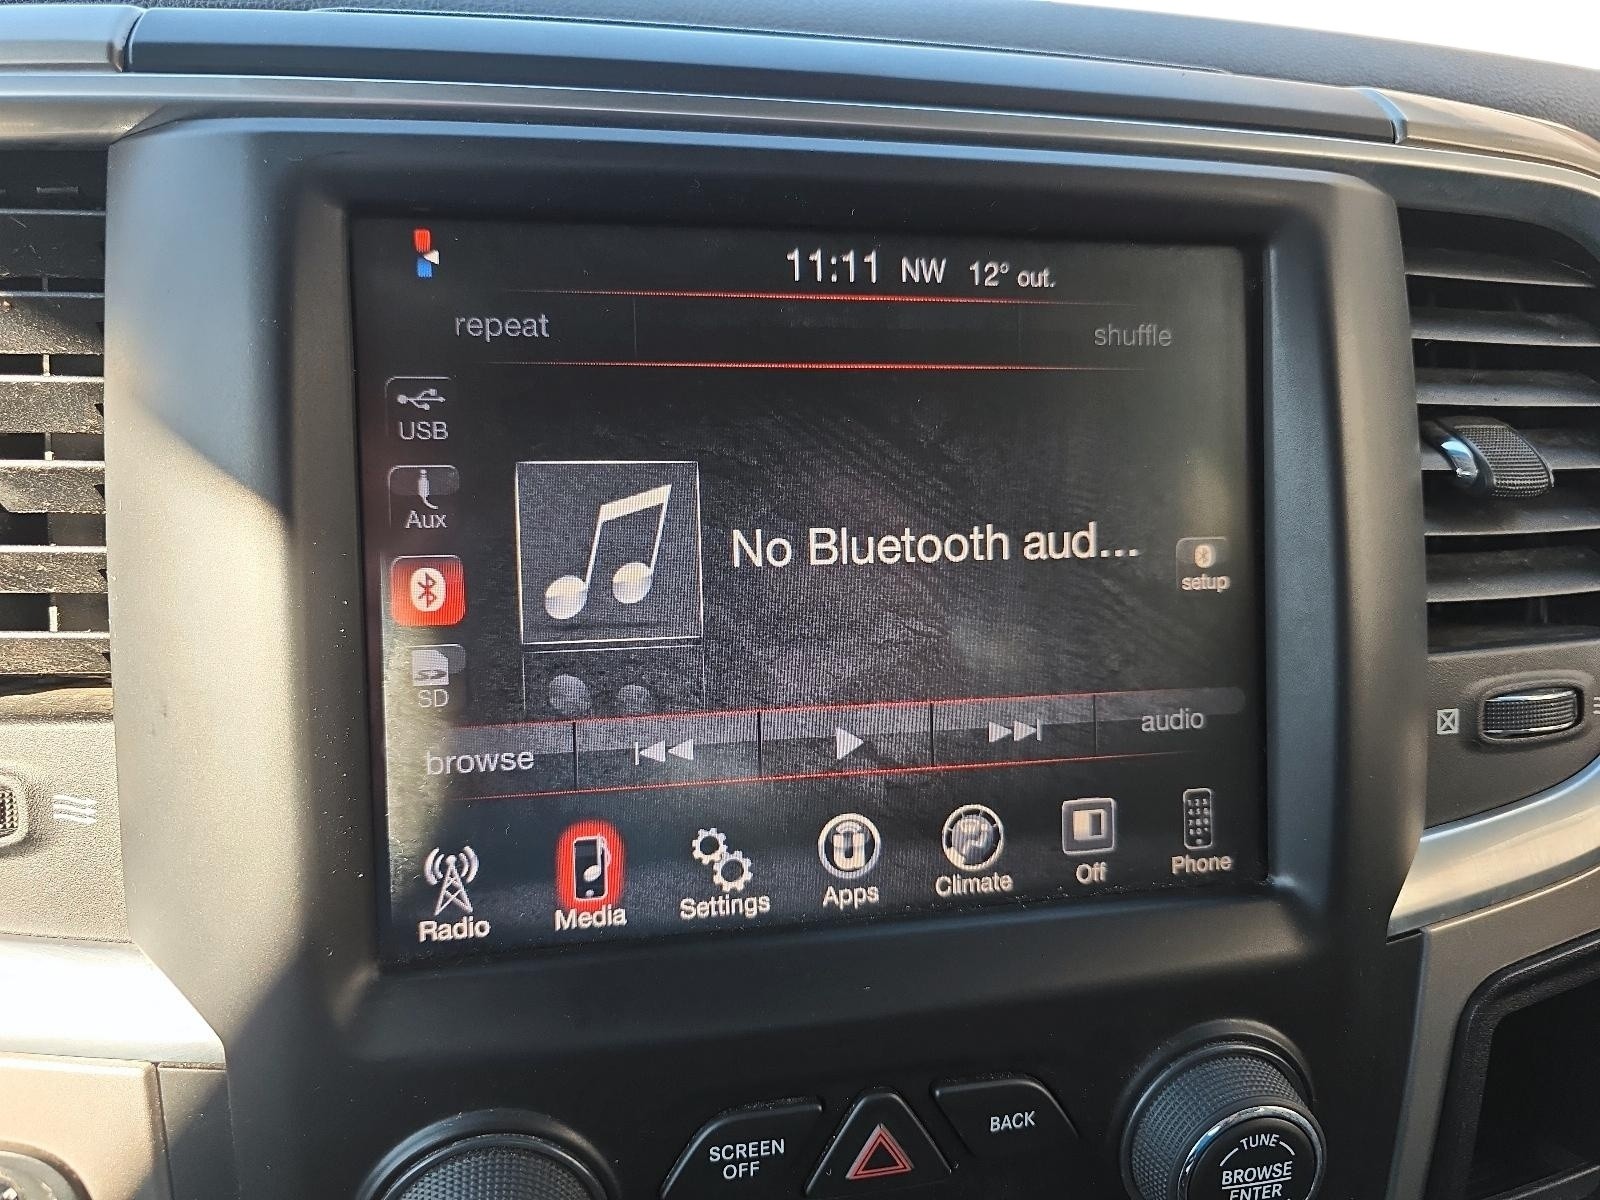 11:11 NW 12° out.
repeat
shuffle
USB
Aux
No Bluetooth aud...
setup
SD
browse
audio
Radio
Media
Settings
Apps
Climate
Off
Phone
SCREEN
OFF
BACK
TUNE
BROWSE
ENTER